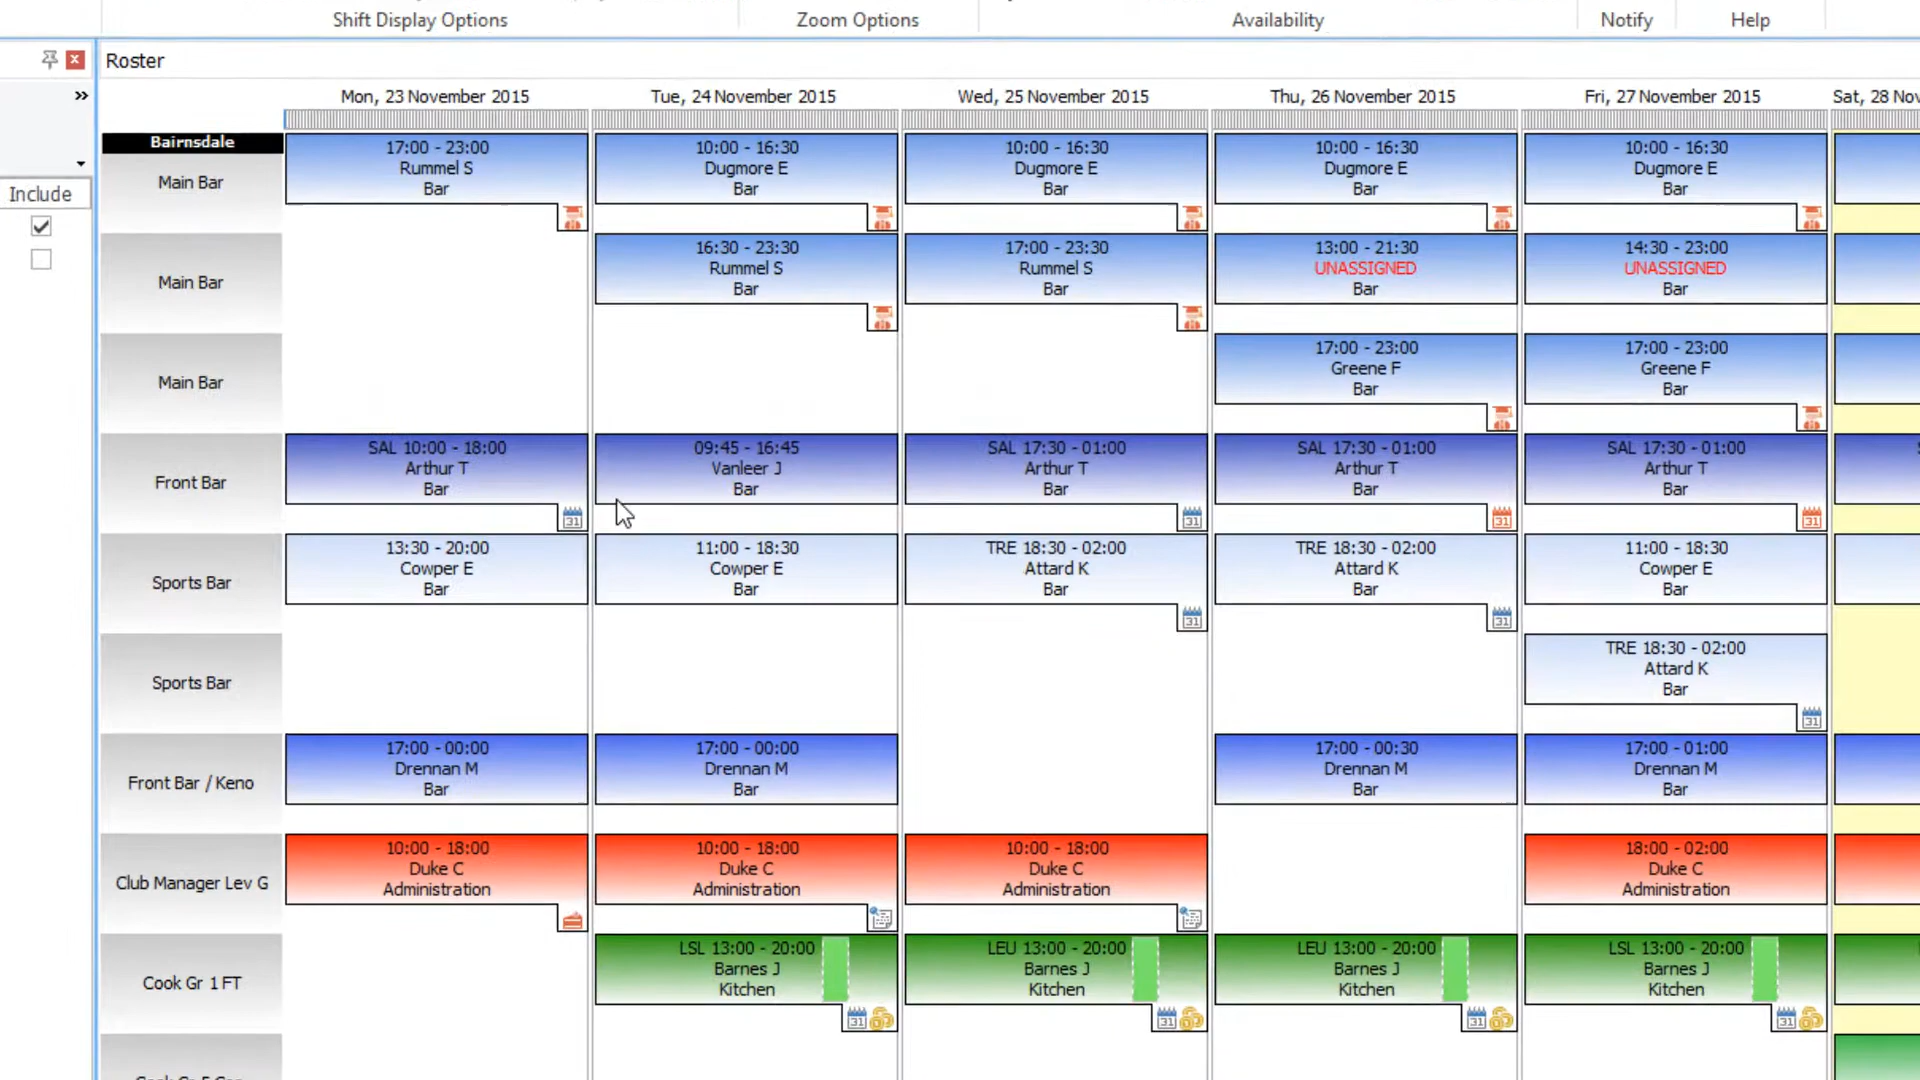 Shift Display Options
Zoom Options
Availability
Notify
Help
Roster
Include
Mon, 23 November 2015
Tue, 24 November 2015
Wed, 25 November 2015
Thu, 26 November 2015
Fri, 27 November 2015
Sat, 28 Nov
Bairnsdale
Main Bar
17:00 - 23:00
Rummel S
Bar
10:00 - 16:30
Dugmore E
Bar
10:00 - 16:30
Dugmore E
Bar
10:00 - 16:30
Dugmore E
Bar
10:00 - 16:30
Dugmore E
Bar
Main Bar
16:30 - 23:30
Rummel S
Bar
17:00 - 23:30
Rummel S
Bar
13:00 - 21:30
UNASSIGNED
Bar
14:30 - 23:00
UNASSIGNED
Bar
Main Bar
17:00 - 23:00
Greene F
Bar
17:00 - 23:00
Greene F
Bar
Front Bar
SAL 10:00 - 18:00
Arthur T
Bar
31
09:45 - 16:45
Vanleer J
Bar
SAL 17:30 - 01:00
Arthur T
Bar
31
SAL 17:30 - 01:00
Arthur T
Bar
31
SAL 17:30 - 01:00
Arthur T
Bar
31
Sports Bar
13:30 - 20:00
Cowper E
Bar
11:00 - 18:30
Cowper E
Bar
TRE 18:30 - 02:00
Attard K
Bar
31
TRE 18:30 - 02:00
Attard K
Bar
31
11:00 - 18:30
Cowper E
Bar
Sports Bar
TRE 18:30 - 02:00
Attard K
Bar
31
Front Bar / Keno
17:00 - 00:00
Drennan M
Bar
17:00 - 00:00
Drennan M
Bar
17:00 - 00:30
Drennan M
Bar
17:00 - 01:00
Drennan M
Bar
Club Manager Lev G
10:00 - 18:00
Duke C
Administration
10:00 - 18:00
Duke C
Administration
10:00 - 18:00
Duke C
Administration
18:00 - 02:00
Duke C
Administration
Cook Gr 1 FT
LSL 13:00 - 20:00
Barnes J
Kitchen
31
LEU 13:00 - 20:00
Barnes J
Kitchen
31
LEU 13:00 - 20:00
Barnes J
Kitchen
31
LSL 13:00 - 20:00
Barnes J
Kitchen
31